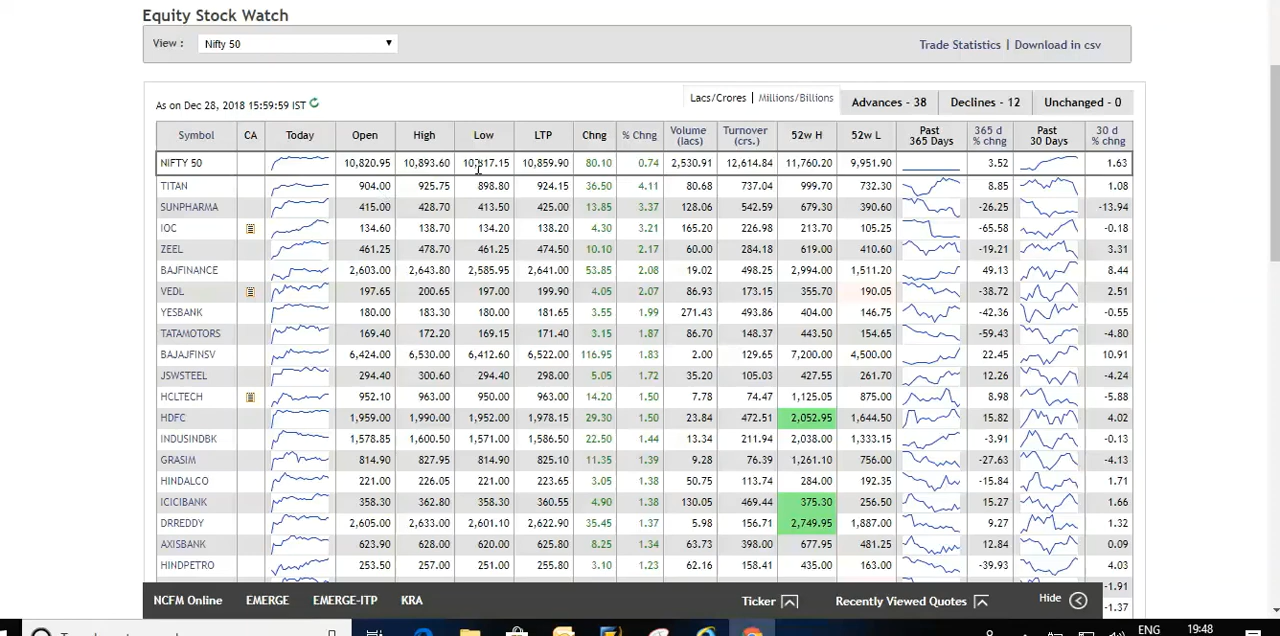 Equity Stock Watch
View : Nifty 50 Trade Statistics | Download in csv
As on Dec 28, 2018 15:59:59 IST Lacs/Crores | Millions/Billions Advances - 38 Declines - 12 Unchanged - 0
Symbol CA Today Open High Low LTP Chng % Chng Volume (lacs) Turnover (crs.) 52w H 52w L Past 365 Days 365 d % chng Past 30 Days 30 d % chng
NIFTY 50 10,820.95 10,893.60 10,817.15 10,859.90 80.10 0.74 2,530.91 12,614.84 11,760.20 9,951.90 3.52 1.63
TITAN 904.00 925.75 898.80 924.15 36.50 4.11 80.68 737.04 999.70 732.30 8.85 1.08
SUNPHARMA 415.00 428.70 413.50 425.00 13.85 3.37 128.06 542.59 679.30 390.60 -26.25 -13.94
IOC 134.60 138.70 134.20 138.20 4.30 3.21 165.20 226.98 213.70 105.25 -65.58 -0.18
ZEEL 461.25 478.70 461.25 474.50 10.10 2.17 60.00 284.18 619.00 410.60 -19.21 3.31
BAJFINANCE 2,603.00 2,643.80 2,585.95 2,641.00 53.85 2.08 19.02 498.25 2,994.00 1,511.20 49.13 8.44
VEDL 197.65 200.65 197.00 199.90 4.05 2.07 86.93 173.15 355.70 190.05 -38.72 2.51
YESBANK 180.00 183.30 180.00 181.65 3.55 1.99 271.43 493.86 404.00 146.75 -42.36 -0.55
TATAMOTORS 169.40 172.20 169.15 171.40 3.15 1.87 86.70 148.37 443.50 154.65 -59.43 -4.80
BAJAJFINSV 6,424.00 6,530.00 6,412.60 6,522.00 116.95 1.83 2.00 129.65 7,200.00 4,500.00 22.45 10.91
JSWSTEEL 294.40 300.60 294.40 298.00 5.05 1.72 35.20 105.03 427.55 261.70 12.26 -4.24
HCLTECH 952.10 963.00 950.00 963.00 14.20 1.50 7.78 74.47 1,125.05 875.00 8.98 -5.88
HDFC 1,959.00 1,990.00 1,952.00 1,978.15 29.30 1.50 23.84 472.51 2,052.95 1,644.50 15.82 4.02
INDUSINDBK 1,578.85 1,600.50 1,571.00 1,586.50 22.50 1.44 13.34 211.94 2,038.00 1,333.15 -3.91 -0.13
GRASIM 814.90 827.95 814.90 825.10 11.35 1.39 9.28 76.39 1,261.10 756.00 -27.63 -4.13
HINDALCO 221.00 226.05 221.00 223.65 3.05 1.38 50.75 113.74 284.00 192.35 -15.84 1.71
ICICIBANK 358.30 362.80 358.30 360.55 4.90 1.38 130.05 469.44 375.30 256.50 15.27 1.66
DRREDDY 2,605.00 2,633.00 2,601.10 2,622.90 35.45 1.37 5.98 156.71 2,749.95 1,887.00 9.27 1.32
AXISBANK 623.90 628.00 620.00 625.80 8.25 1.34 63.73 398.00 677.95 481.25 12.84 0.09
HINDPETRO 253.50 257.00 251.00 255.80 3.10 1.23 62.16 158.41 435.00 163.00 -39.93 4.03
-1.91
NCFM Online EMERGE EMERGE-ITP KRA Ticker Recently Viewed Quotes Hide
-1.37
ENG
19:48